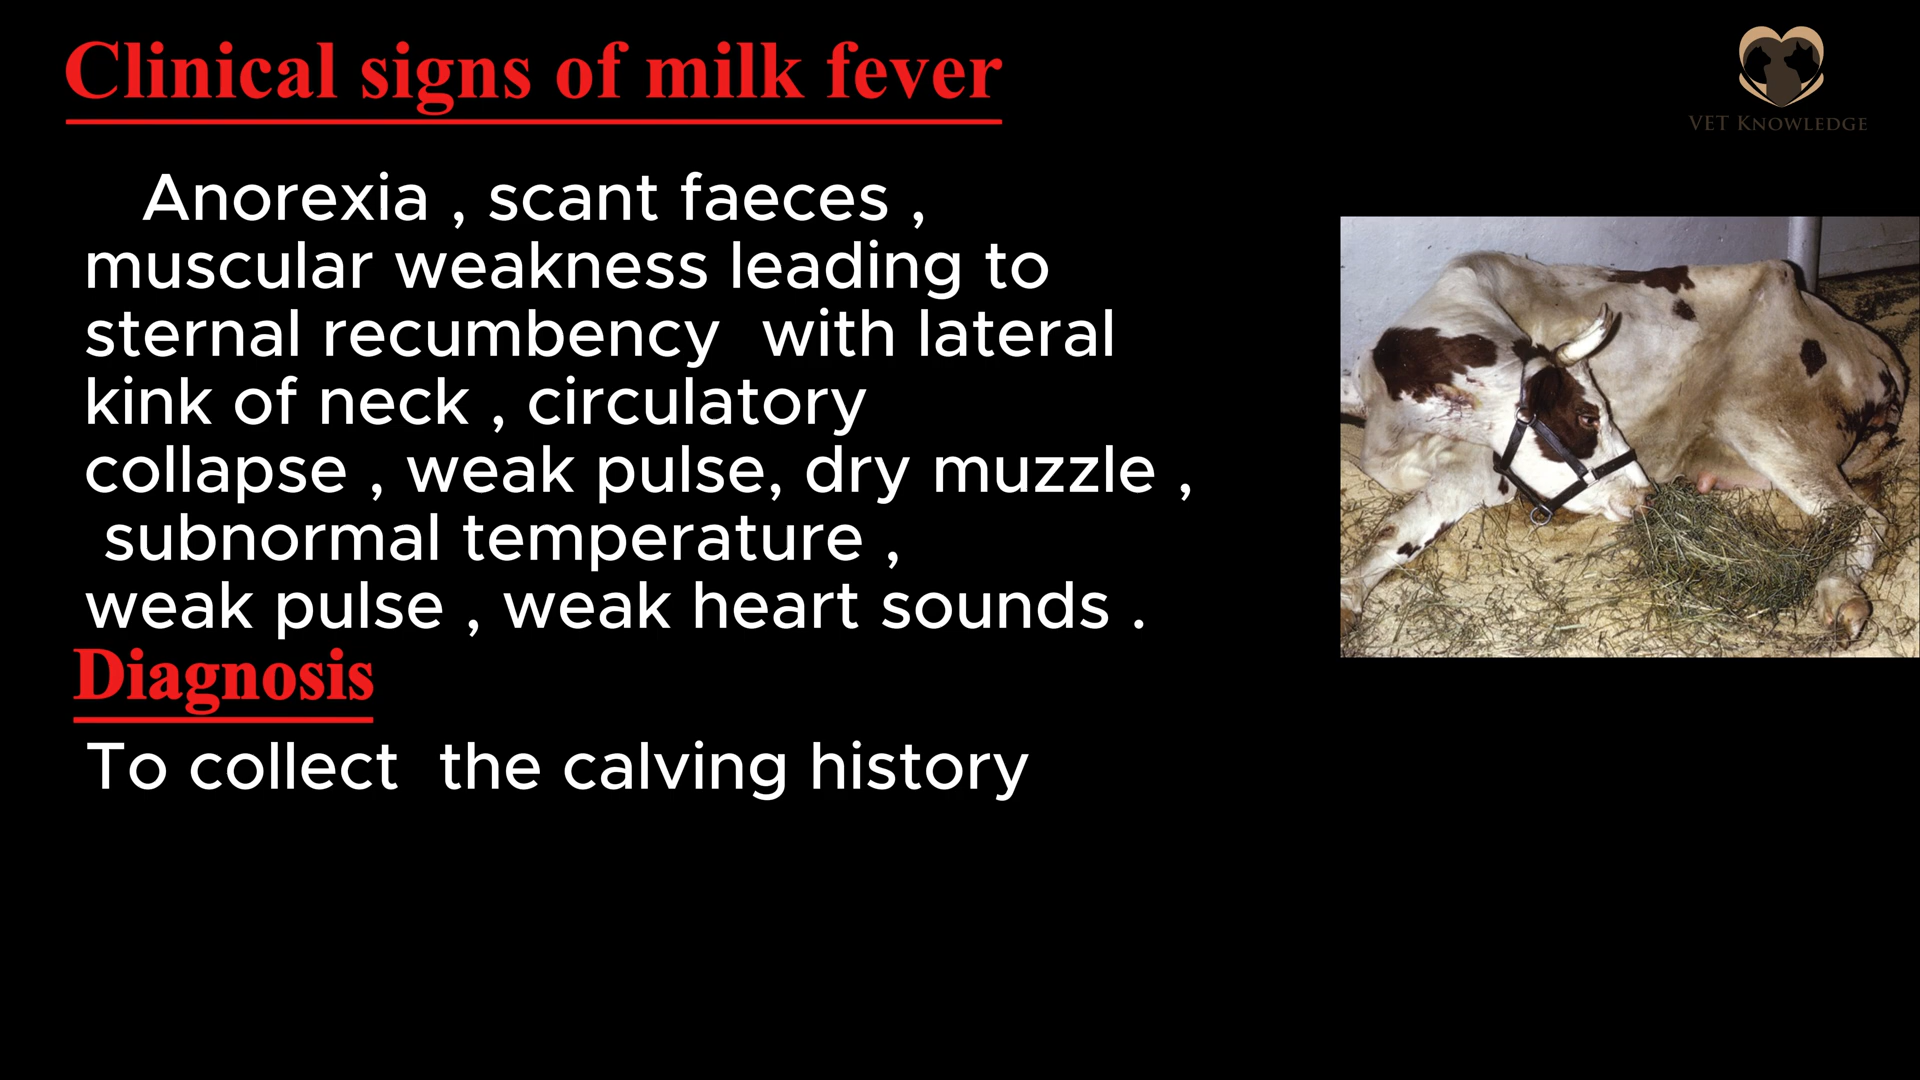 Clinical signs of milk fever
VET KNOWLEDGE
Anorexia , scant faeces ,
muscular weakness leading to
sternal recumbency  with lateral
kink of neck , circulatory
collapse , weak pulse, dry muzzle ,
subnormal temperature ,
weak pulse , weak heart sounds .
Diagnosis
To collect  the calving history